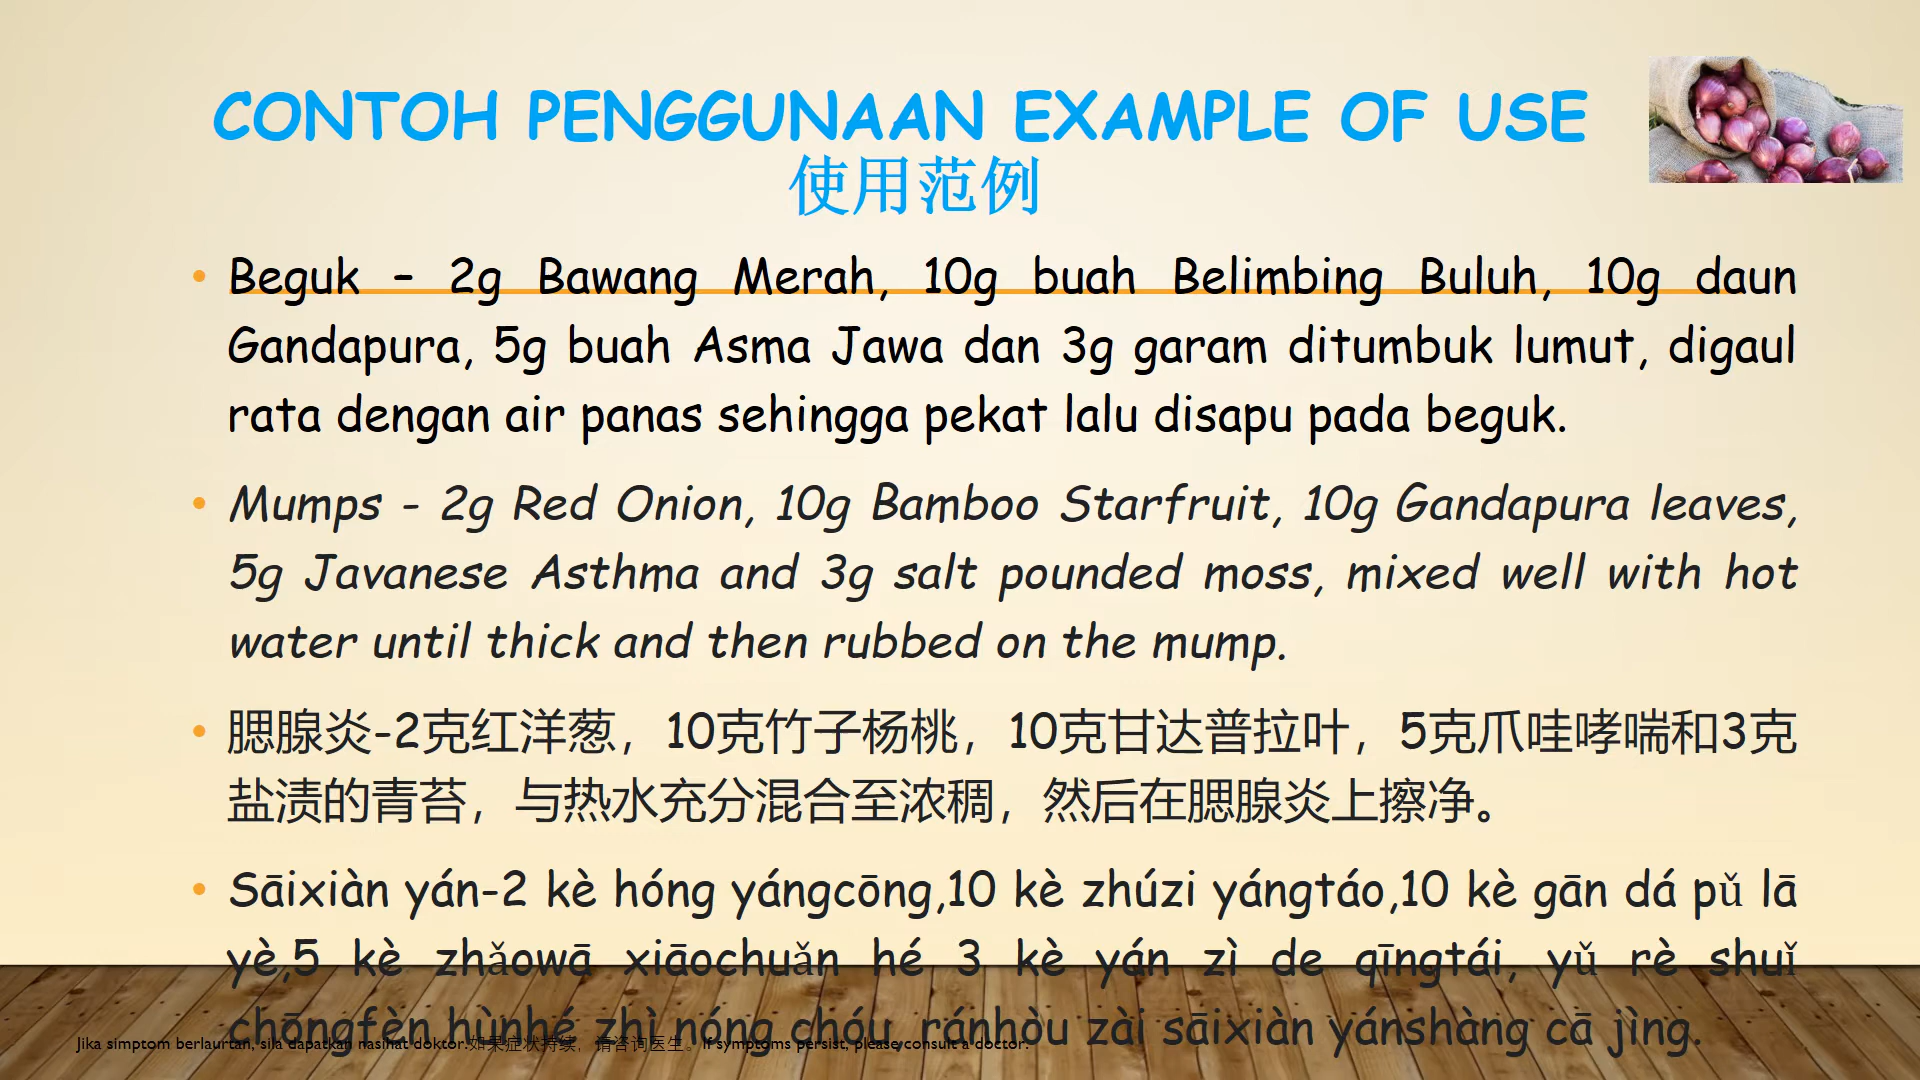 CONTOH PENGGUNAAN EXAMPLE OF USE
使用范例
• Beguk – 2g Bawang Merah, 10g buah Belimbing Buluh, 10g daun
Gandapura, 5g buah Asma Jawa dan 3g garam ditumbuk lumut, digaul
rata dengan air panas sehingga pekat lalu disapu pada beguk.
• Mumps - 2g Red Onion, 10g Bamboo Starfruit, 10g Gandapura leaves,
5g Javanese Asthma and 3g salt pounded moss, mixed well with hot
water until thick and then rubbed on the mump.
• 腮腺炎-2克红洋葱，10克竹子杨桃，10克甘达普拉叶，5克爪哇哮喘和3克
盐渍的青苔，与热水充分混合至浓稠，然后在腮腺炎上擦净。
• Sāixiàn yán-2 kè hóng yángcōng,10 kè zhúzi yángtáo,10 kè gān dá pǔ lā
yè,5 kè zhǎowā xiāochuǎn hé 3 kè yán zì de qīngtái, yǔ rè shuǐ
chōngfèn hùnhé zhì nóng chóu, ránhòu zài sāixiàn yánshàng cā jìng.
Jika simptom berlaurtan, sila dapatkan nasihat doktor.如果症状持续，请咨询医生。If symptoms persist, please consult a doctor.